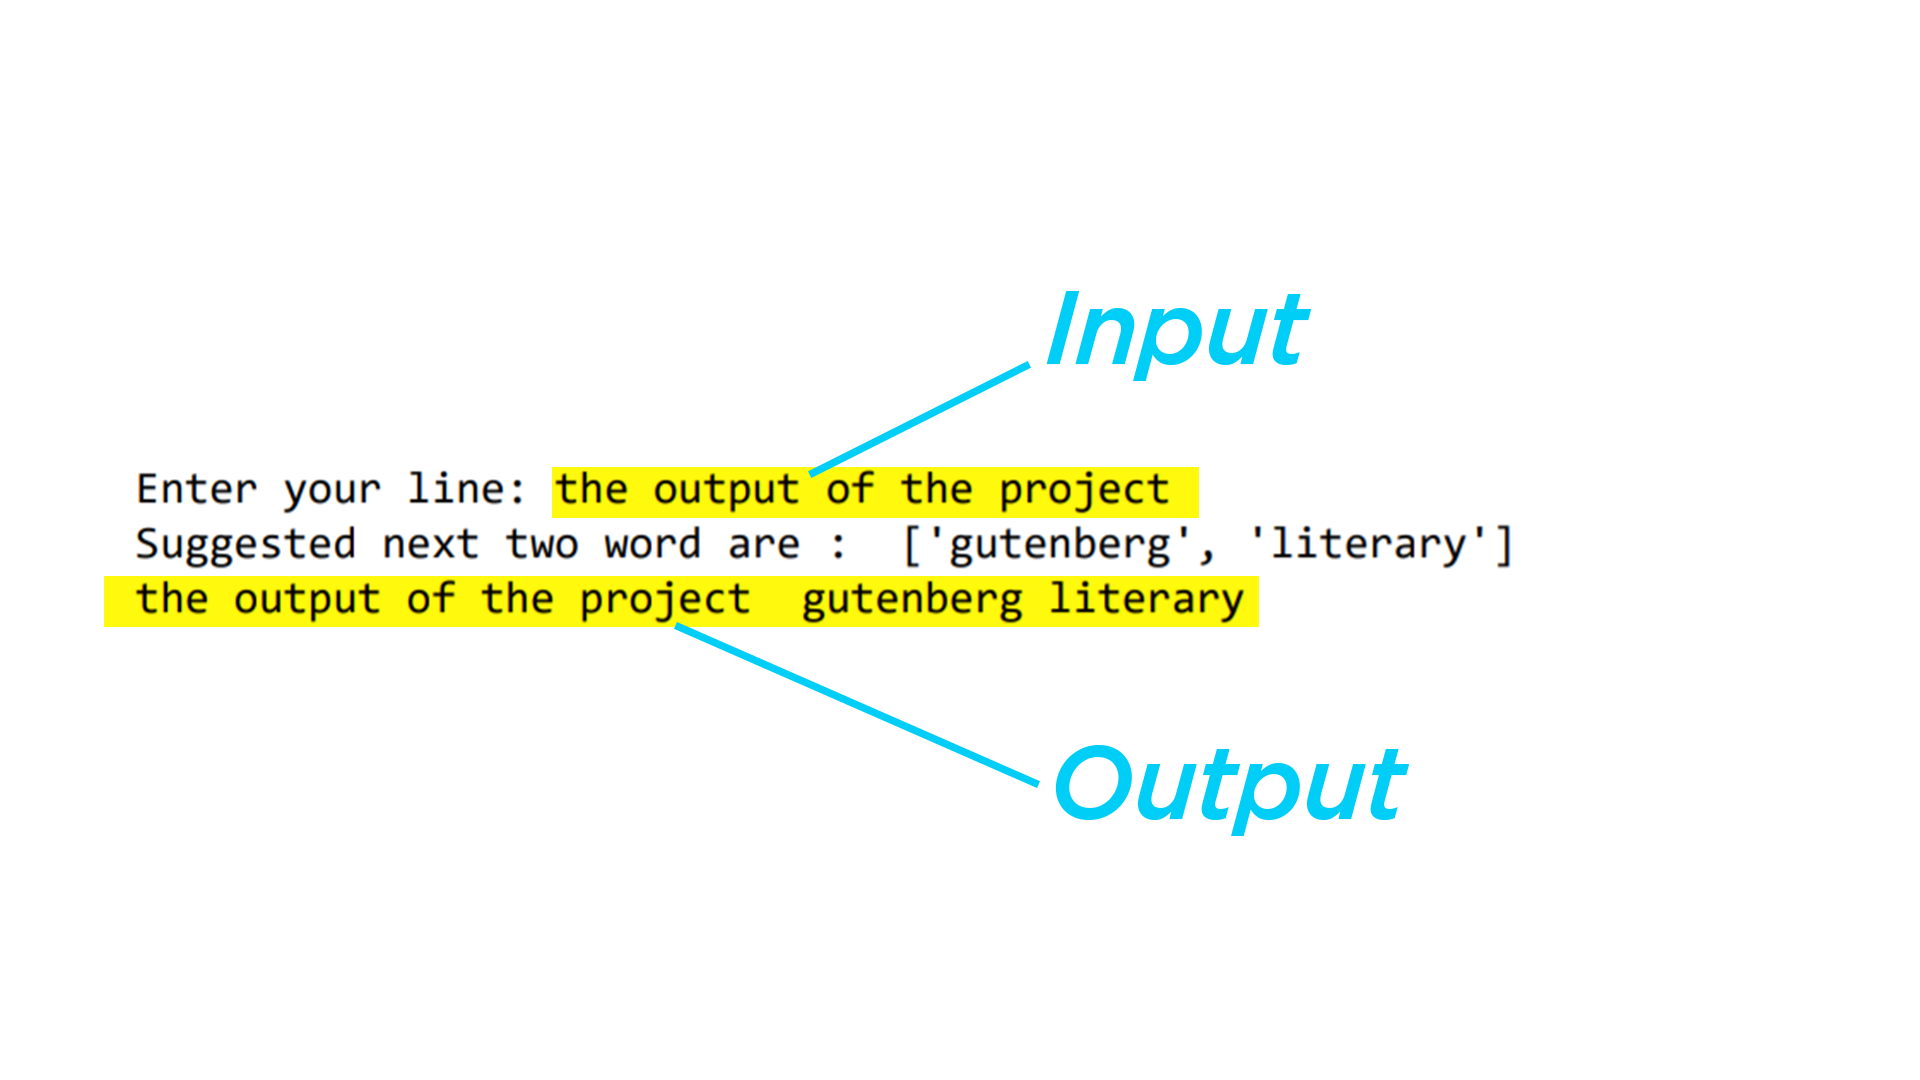 Input
Enter your line: the output of the project
Suggested next two word are :  ['gutenberg', 'literary']
the output of the project  gutenberg literary
Output